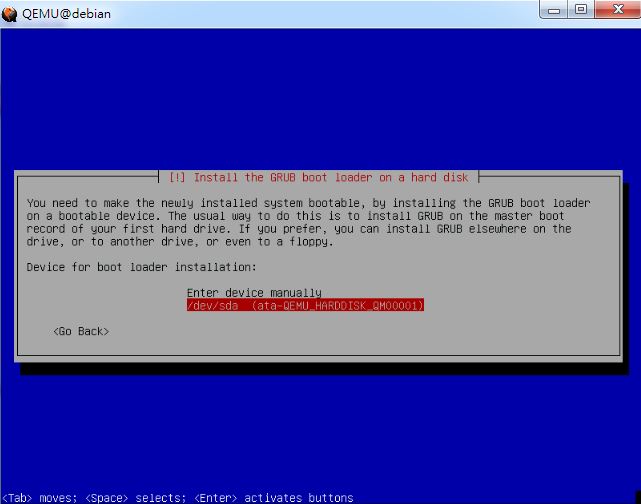 QEMU@debian
[!] Install the GRUB boot loader on a hard disk
You need to make the newly installed system bootable, by installing the GRUB boot loader
on a bootable device. The usual way to do this is to install GRUB on the master boot
record of your first hard drive. If you prefer, you can install GRUB elsewhere on the
drive, or to another drive, or even to a floppy.
Device for boot loader installation:
Enter device manually
/dev/sda (ata-QEMU_HARDDISK_QM00001)
<Go Back>
<Tab> moves; <Space> selects; <Enter> activates buttons